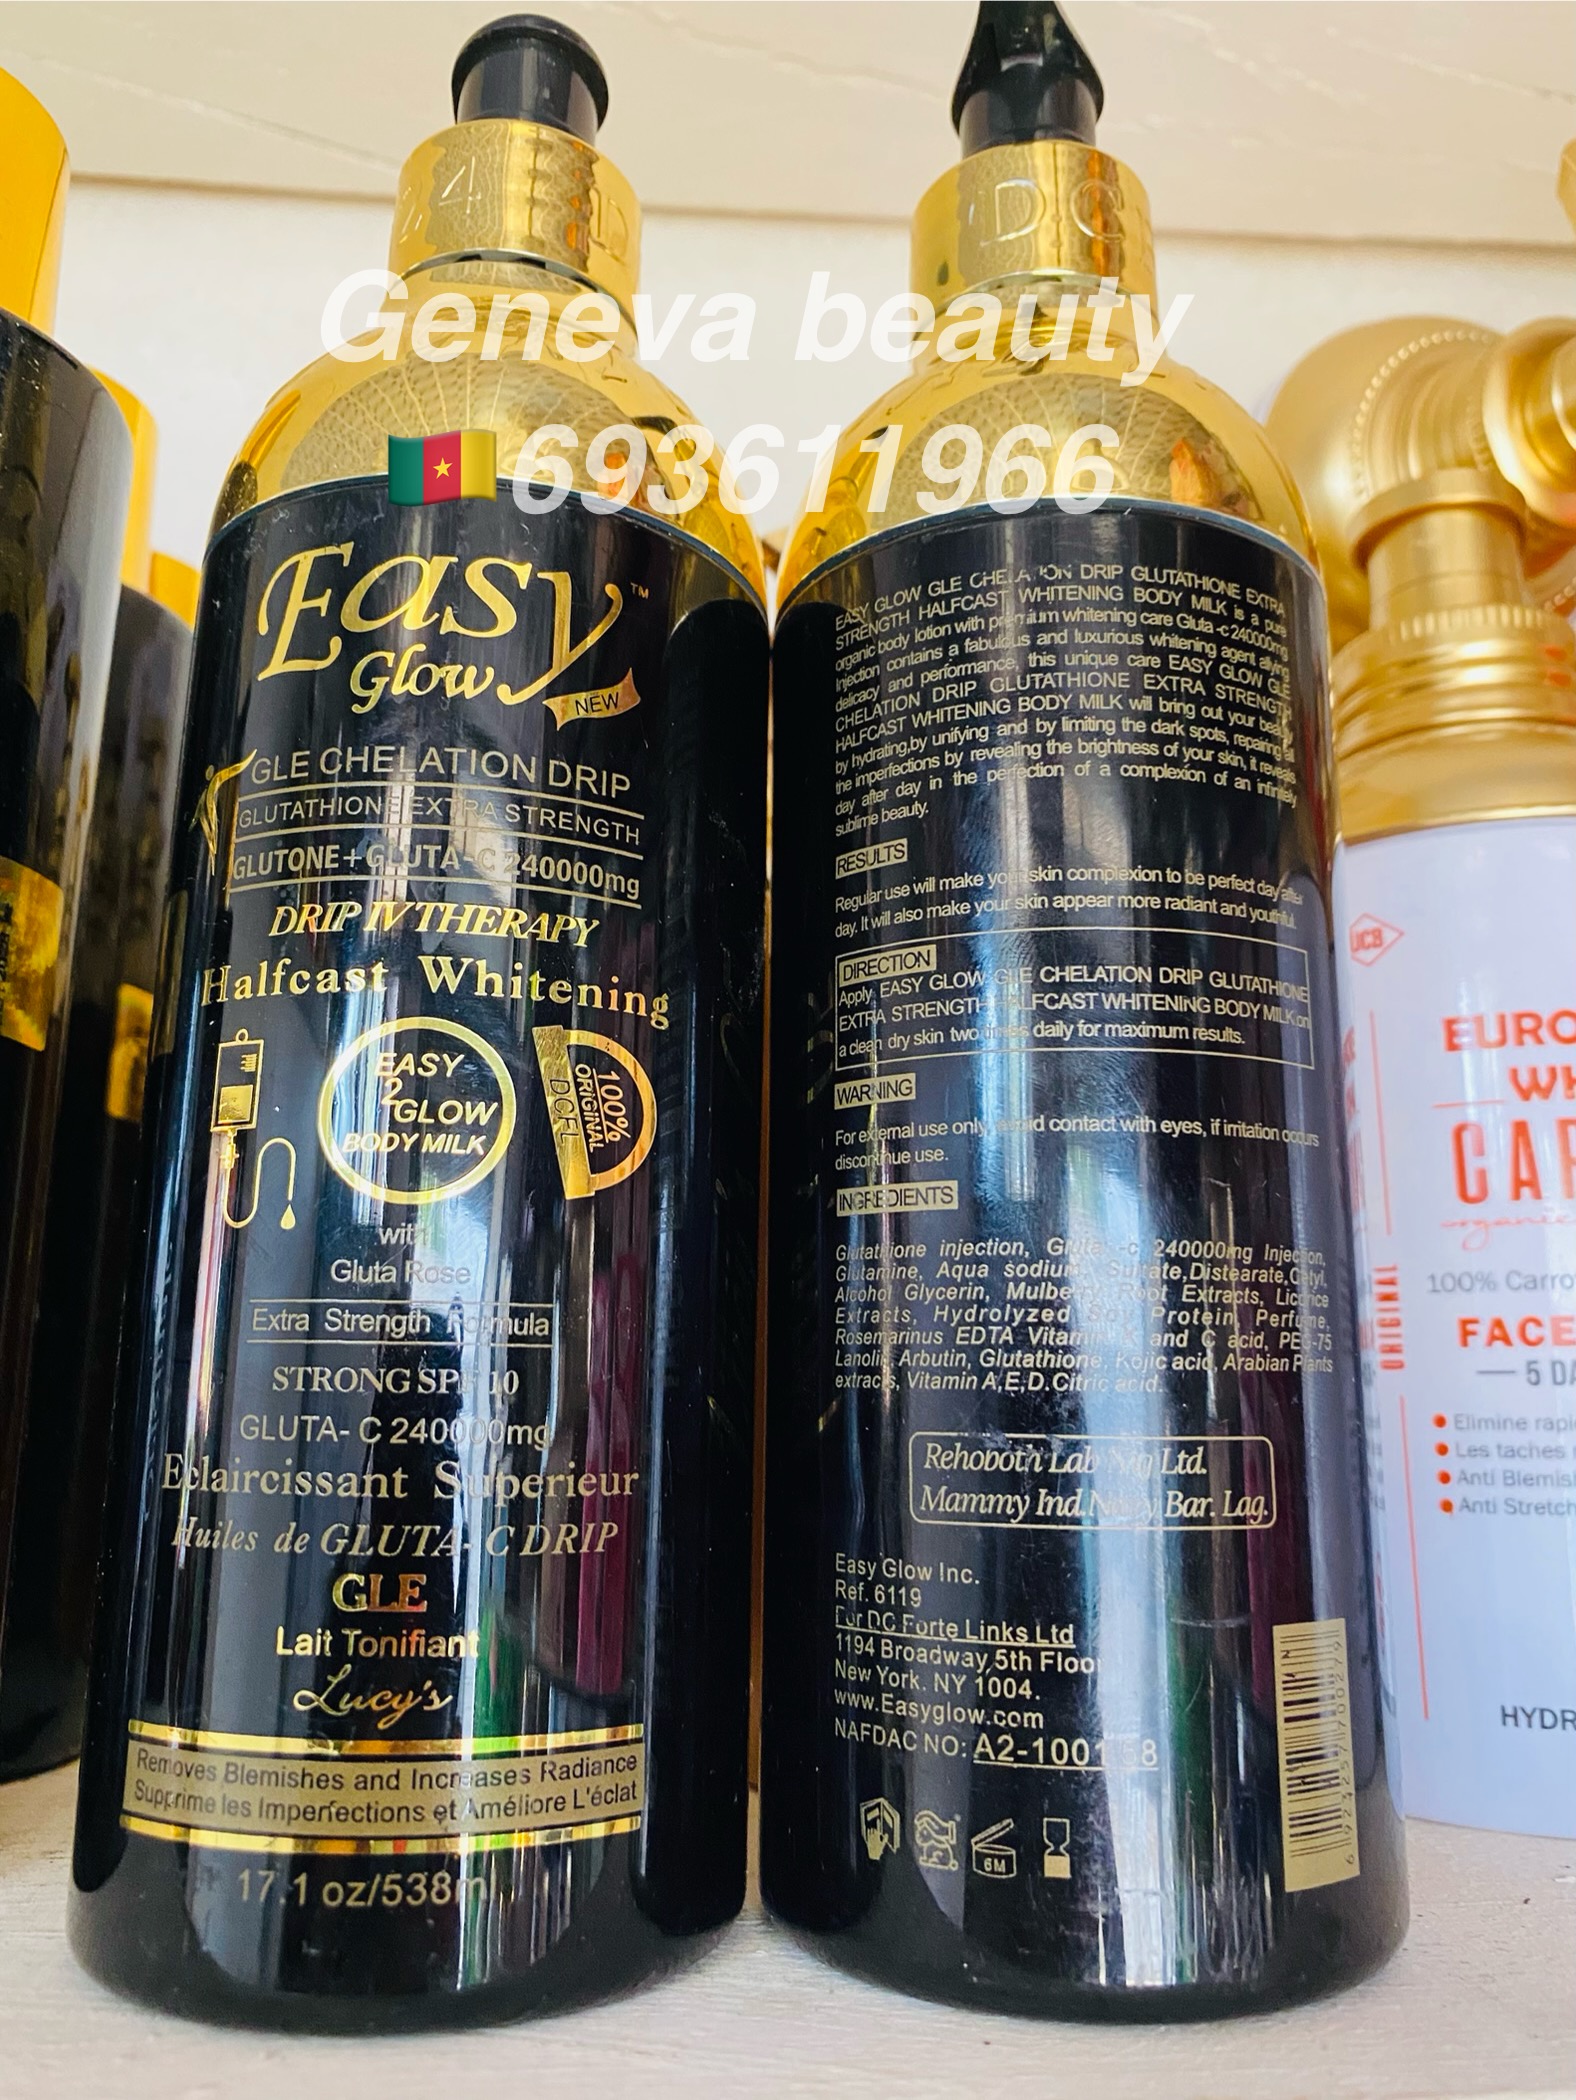 Geneva beauty
🇨🇲 693611966
Easy™
Glow
NEW
GLE CHELATION DRIP
GLUTATHIONE EXTRA STRENGTH
GLUTONE+GLUTA-C 240000mg
DRIP IV THERAPY
Halfcast Whitening
EASY
2
GLOW
BODY MILK
100%
ORIGINAL
DCFL
with
Gluta Rose
Extra Strength Formula
STRONG SPF 10
GLUTA- C 240000mg
Eclaircissant Superieur
Huiles de GLUTA- C DRIP
GLE
Lait Tonifiant
Lucy's
Removes Blemishes and Increases Radiance
Supprime les Imperfections et Améliore L'éclat
17.1 oz/538ml
D.C
EASY GLOW GLE CHELATION DRIP GLUTATHIONE EXTRA
STRENGTH HALFCAST WHITENING BODY MILK is a pure
organic body lotion with premium whitening care Gluta -c 240000mg
Injection contains a fabulous and luxurious whitening agent allying
delicacy and performance, this unique care EASY GLOW GLE
CHELATION DRIP GLUTATHIONE EXTRA STRENGTH
HALFCAST WHITENING BODY MILK will bring out your beauty
by hydrating,by unifying and by limiting the dark spots, repairing all
the imperfections by revealing the brightness of your skin, it reveals
day after day in the perfection of a complexion of an infinitely
sublime beauty.
RESULTS
Regular use will make your skin complexion to be perfect day after
day. It will also make your skin appear more radiant and youthful.
DIRECTION
Apply EASY GLOW GLE CHELATION DRIP GLUTATHIONE
EXTRA STRENGTH HALFCAST WHITENING BODY MILK on
a clean dry skin two times daily for maximum results.
WARNING
For external use only, avoid contact with eyes, if irritation occurs
discontinue use.
INGREDIENTS
Glutathione injection, Gluta -c 240000mg Injection,
Glutamine, Aqua sodium Sulfate,Distearate,Cetyl.
Alcohol Glycerin, Mulberry Root Extracts, Licorice
Extracts, Hydrolyzed Soy Protein, Perfume,
Rosemarinus EDTA Vitamin K and C acid, PEG-75
Lanolin, Arbutin, Glutathione, Kojic acid, Arabian Plants
extracts, Vitamin A,E,D.Citric acid.
Rehoboth Lab Nig Ltd.
Mammy Ind. Navy Bar. Lag.
Easy Glow Inc.
Ref. 6119
For DC Forte Links Ltd
1194 Broadway,5th Floor
New York. NY 1004.
www.Easyglow.com
NAFDAC NO: A2-100168
6M
6 923257 700279
UCB
EURO
WH
CAR
organic
100% Carro
FACE
5 DA
ORIGINAL
Elimine rapi
Les taches
Anti Blemis
Anti Stretch
HYDR